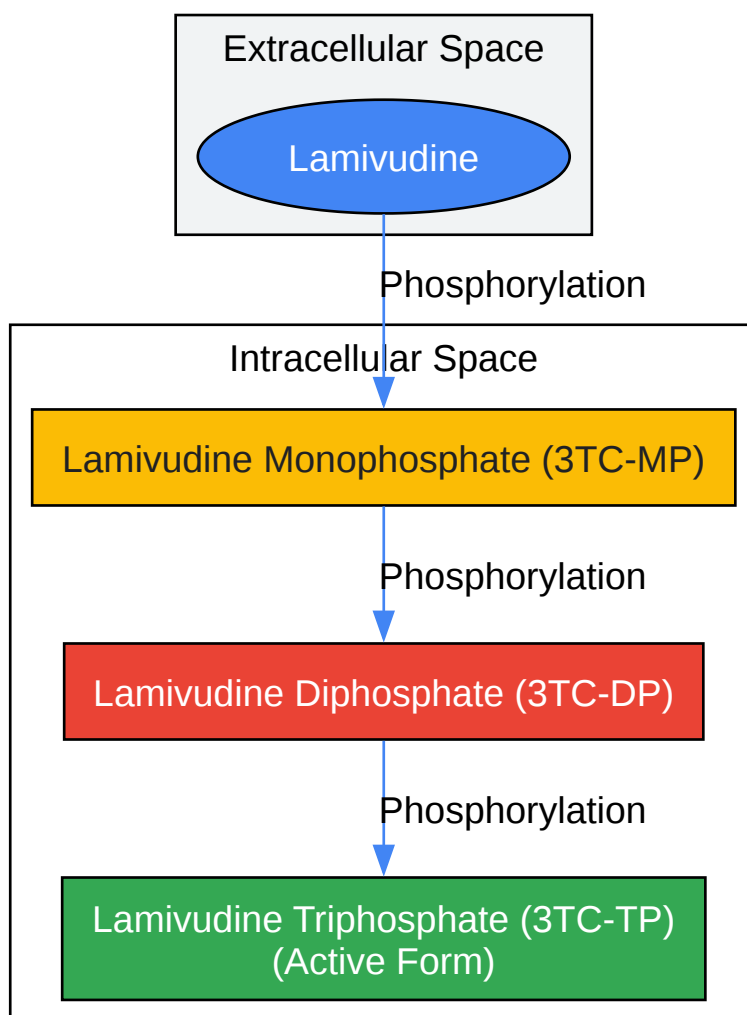 Extracellular Space
Lamivudine
Phosphorylation
Intracellular Space
Lamivudine Monophosphate (3TC-MP)
Phosphorylation
Lamivudine Diphosphate (3TC-DP)
Phosphorylation
Lamivudine Triphosphate (3TC-TP)
(Active Form)